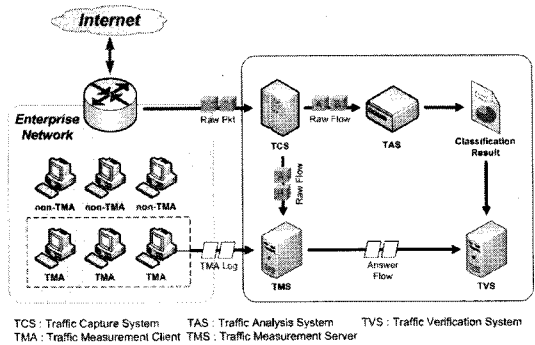 Internet
Enterprise
Network
Raw Pkt
TCS
Raw Flow
TAS
Classification
Result
Raw Flow
non-TMA
non-TMA
non-TMA
TMA
TMA
TMA
TMA Log
TMS
Answer
Flow
TVS
TCS : Traffic Capture System
TAS : Traffic Analysis System
TVS : Traffic Verification System
TMA : Traffic Measurement Client
TMS : Traffic Measurement Server